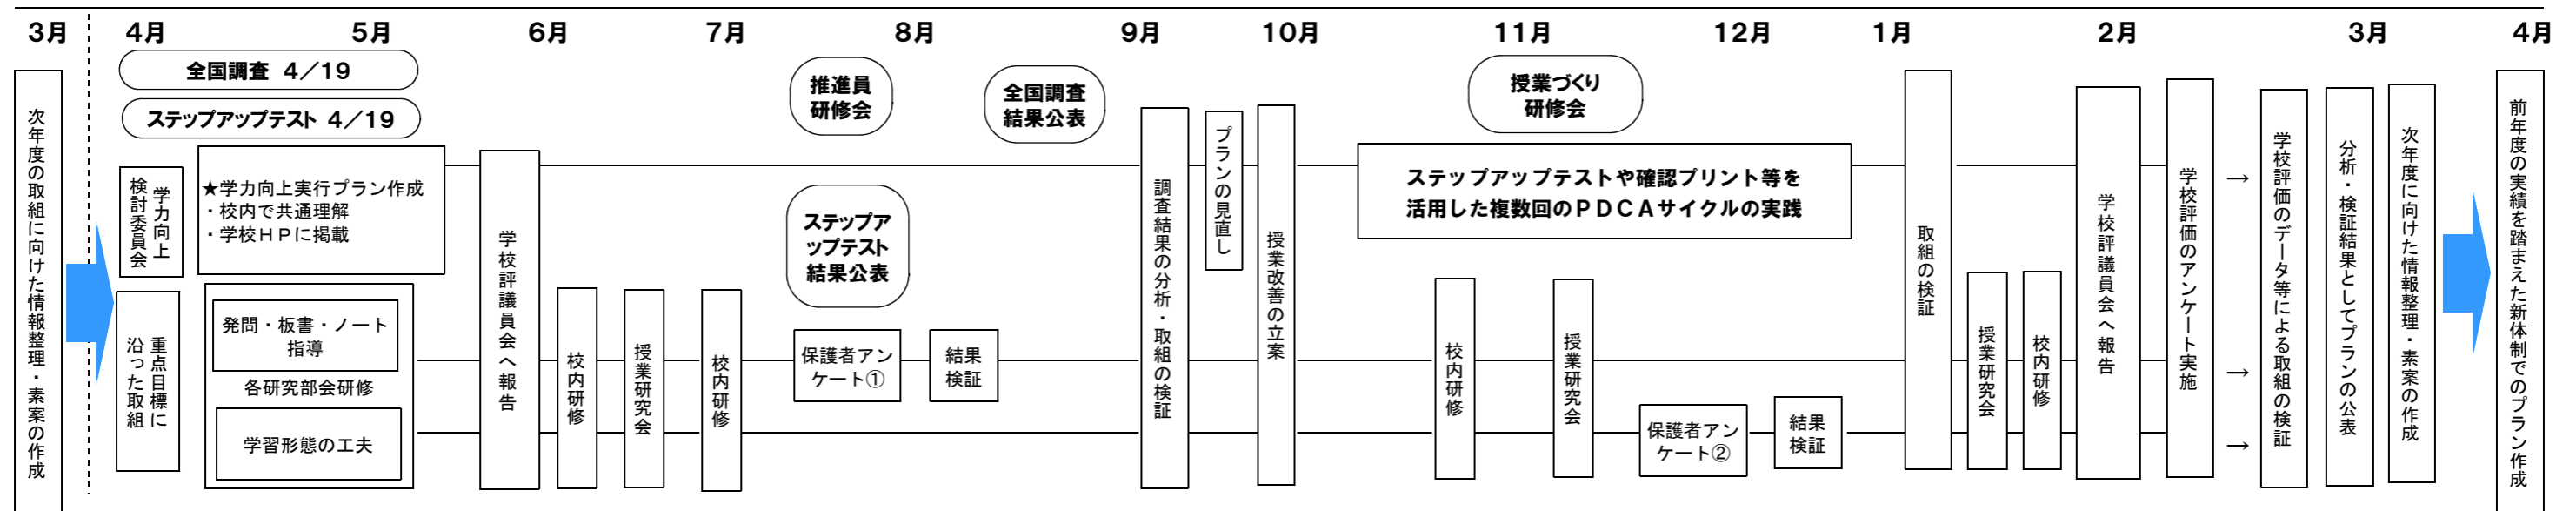 3月 4月 5月 6月 7月 8月 9月 10月 11月 12月 1月 2月 3月 4月
次年度の取組に向けた情報整理・素案の作成
全国調査 4／19
ステップアップテスト 4／19
学力向上
検討委員会
★学力向上実行プラン作成
・校内で共通理解
・学校ＨＰに掲載
重点目標に
沿った取組
発問・板書・ノート
指導
各研究部会研修
学習形態の工夫
学校評議員会へ報告
校内研修
授業研究会
校内研修
推進員
研修会
ステップア
ップテスト
結果公表
保護者アン
ケート①
結果
検証
全国調査
結果公表
調査結果の分析・取組の検証
プランの見直し
授業改善の立案
授業づくり
研修会
ステップアップテストや確認プリント等を
活用した複数回のＰＤＣＡサイクルの実践
校内研修
授業研究会
保護者アン
ケート②
結果
検証
取組の検証
授業研究会
校内研修
学校評議員会へ報告
学校評価のアンケート実施
→
→
→
学校評価のデータ等による取組の検証
分析・検証結果としてプランの公表
次年度に向けた情報整理・素案の作成
前年度の実績を踏まえた新体制でのプラン作成